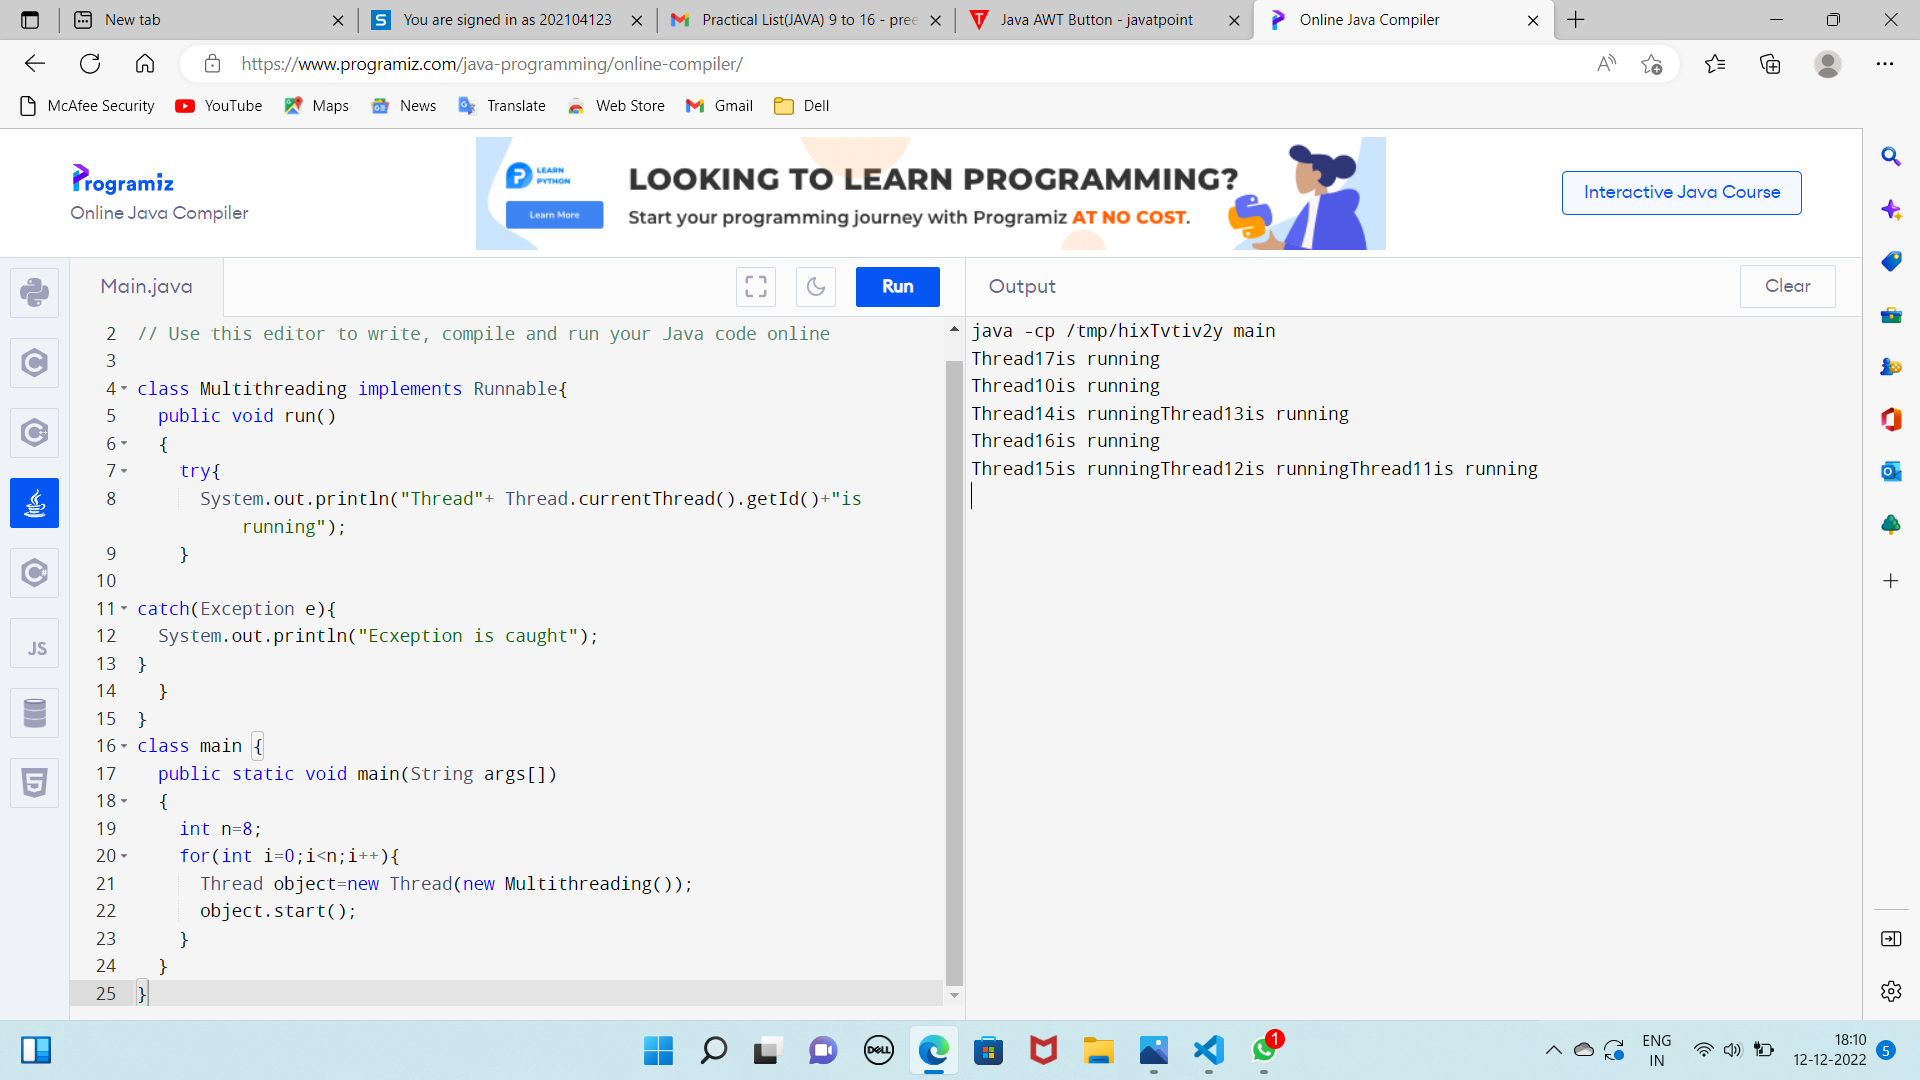 New tab
You are signed in as 202104123
Practical List(JAVA) 9 to 16 - pree
Java AWT Button - javatpoint
Online Java Compiler
https://www.programiz.com/java-programming/online-compiler/
McAfee Security
YouTube
Maps
News
Translate
Web Store
Gmail
Dell
Programiz
Online Java Compiler
LEARN
PYTHON
Learn More
LOOKING TO LEARN PROGRAMMING?
Start your programming journey with Programiz AT NO COST.
Interactive Java Course
Main.java
Run
Output
Clear
2 // Use this editor to write, compile and run your Java code online
3
4 class Multithreading implements Runnable{
5 public void run()
6 {
7 try{
8 System.out.println("Thread"+ Thread.currentThread().getId()+"is
running");
9 }
10
11 catch(Exception e){
12 System.out.println("Ecxeption is caught");
13 }
14 }
15 }
16 class main {
17 public static void main(String args[])
18 {
19 int n=8;
20 for(int i=0;i<n;i++){
21 Thread object=new Thread(new Multithreading());
22 object.start();
23 }
24 }
25 }
java -cp /tmp/hixTvtiv2y main
Thread17is running
Thread10is running
Thread14is runningThread13is running
Thread16is running
Thread15is runningThread12is runningThread11is running
JS
DELL
1
ENG
IN
18:10
12-12-2022
5